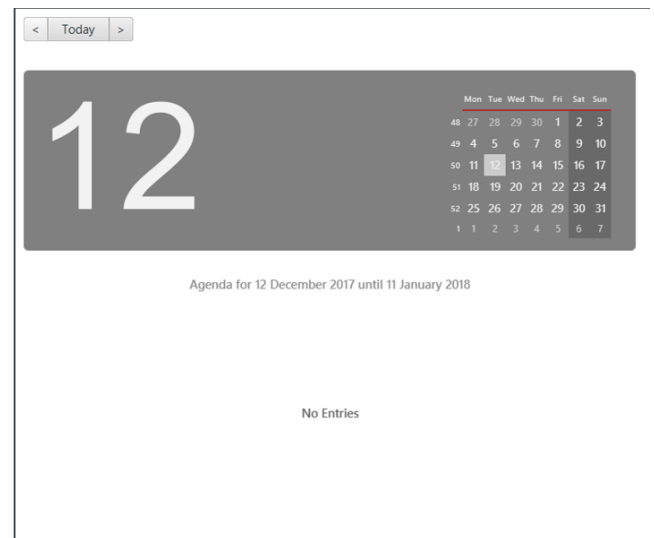 < Today >
12
Mon Tue Wed Thu Fri Sat Sun
48 27 28 29 30 1 2 3
49 4 5 6 7 8 9 10
50 11 12 13 14 15 16 17
51 18 19 20 21 22 23 24
52 25 26 27 28 29 30 31
1 1 2 3 4 5 6 7
Agenda for 12 December 2017 until 11 January 2018
No Entries